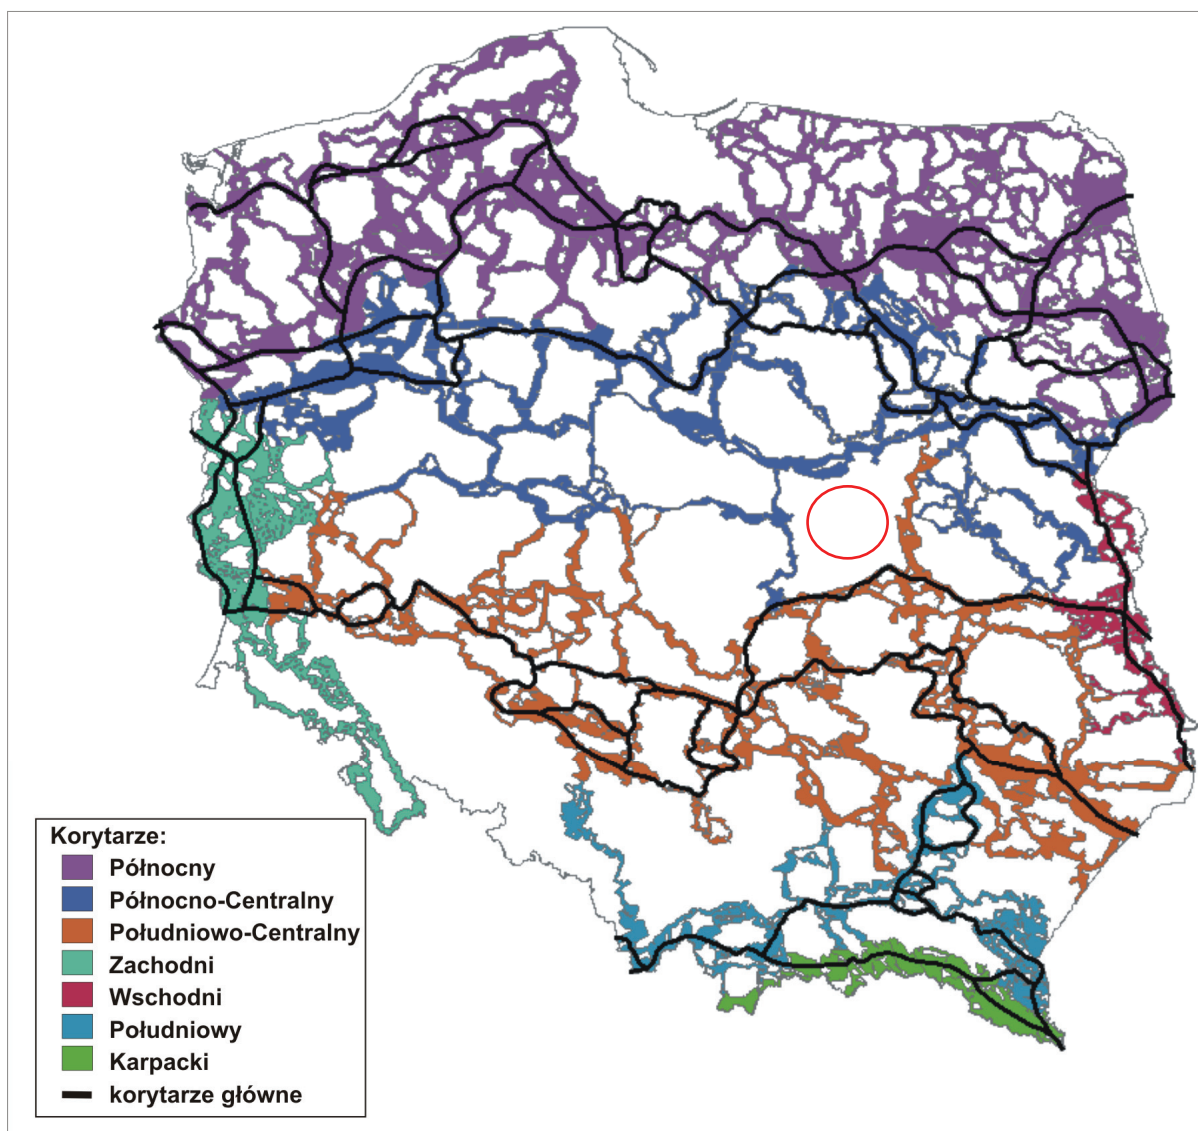 Korytarze:
Północny
Północno-Centralny
Południowo-Centralny
Zachodni
Wschodni
Południowy
Karpacki
korytarze główne